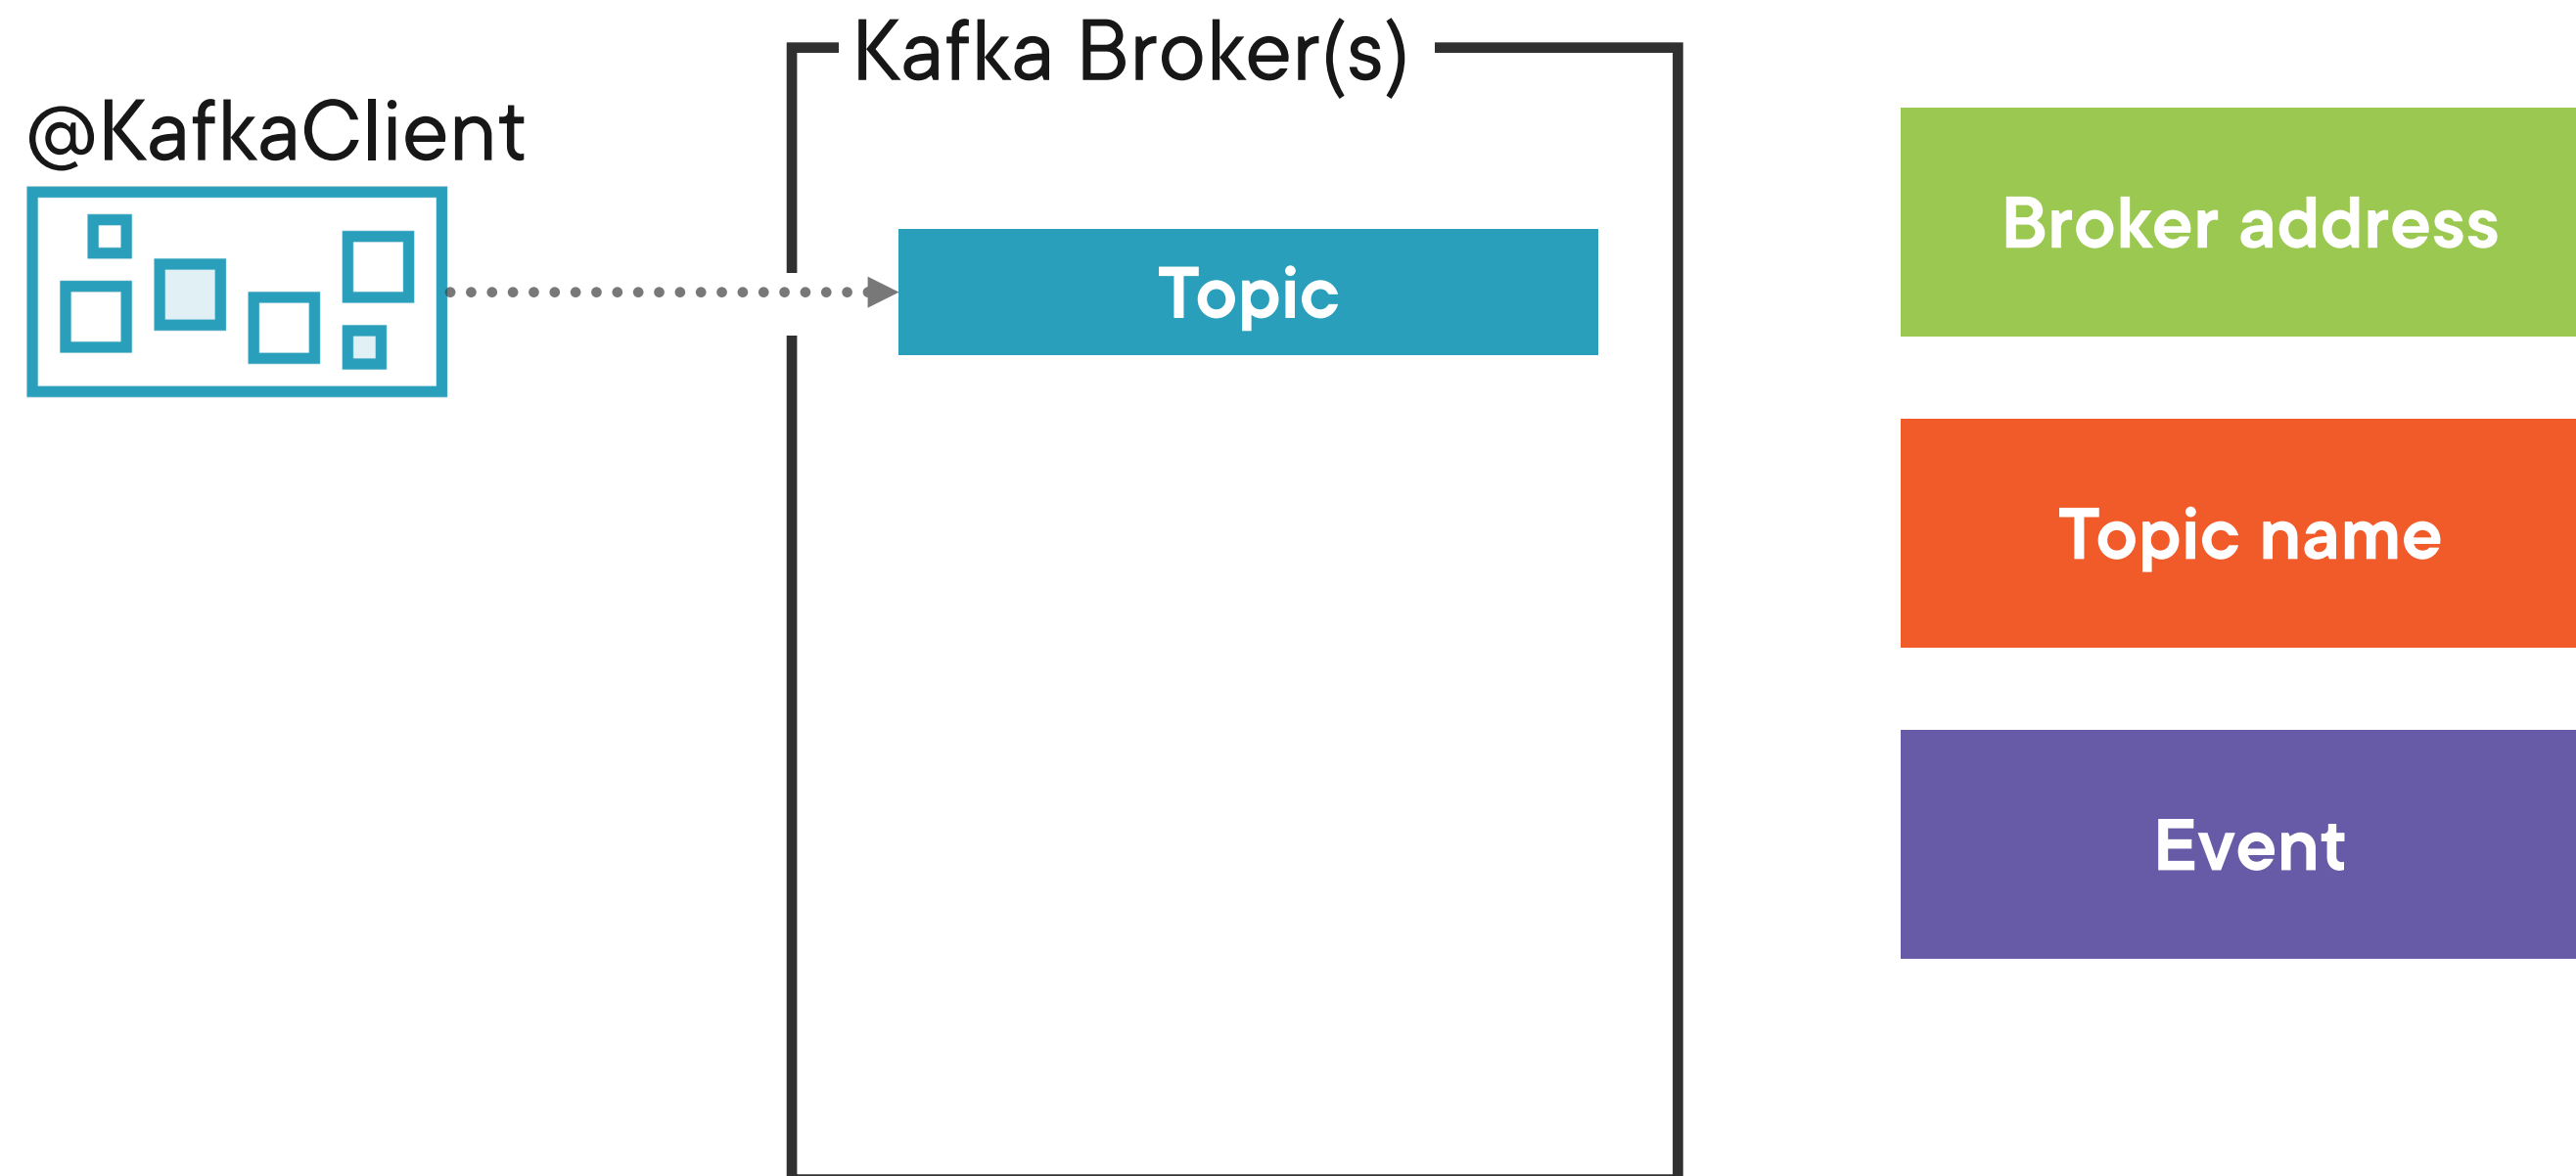 Kafka Broker(s)
@KafkaClient
Topic
Broker address
Topic name
Event